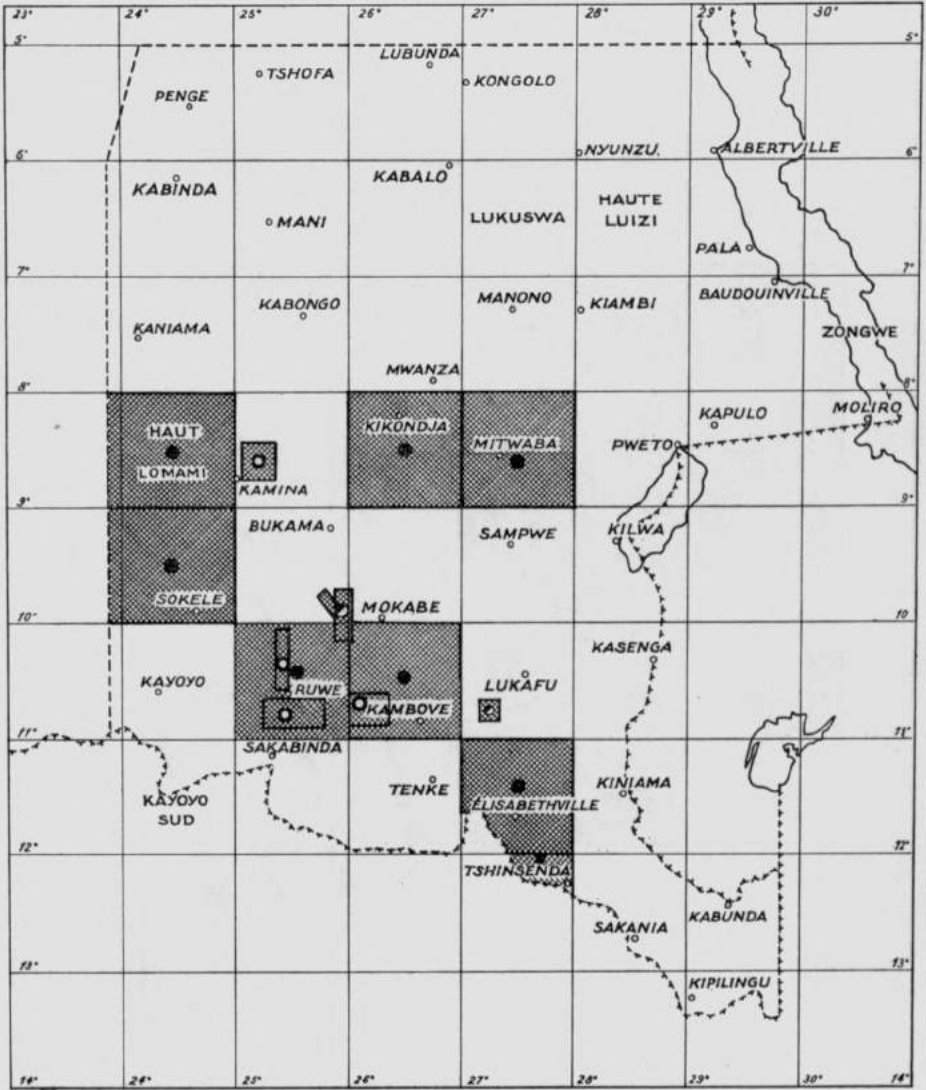 23° 24° 25° 26° 27° 28° 29° 30°
5° 5°
LUBUNDA
TSHOFA
KONGOLO
PENGE
NYUNZU.
ALBERTVILLE
6° 6°
KABINDA
KABALO
MANI
LUKUSWA
HAUTE
LUIZI
PALA
7° 7°
BAUDOUINVILLE
KABONGO
MANONO
KIAMBI
KANIAMA
ZONGWE
MWANZA
8° 8°
MOLIRO
KAPULO
HAUT
LOMAMI
KIKONDJA
MITWABA
PWETO
KAMINA
9° 9°
BUKAMA
SAMPWE
KILWA
SOKELE
MOKABE
10° 10°
KASENGA
KAYOYO
RUWE
KAMBOVE
LUKAFU
11° 11°
SAKABINDA
TENKE
ÉLISABETHVILLE
KINIAMA
KAYOYO
SUD
12° 12°
TSHINSENDA
KABUNDA
SAKANIA
13° 13°
KIPILINGU
14° 24° 25° 26° 27° 28° 29° 30° 14°